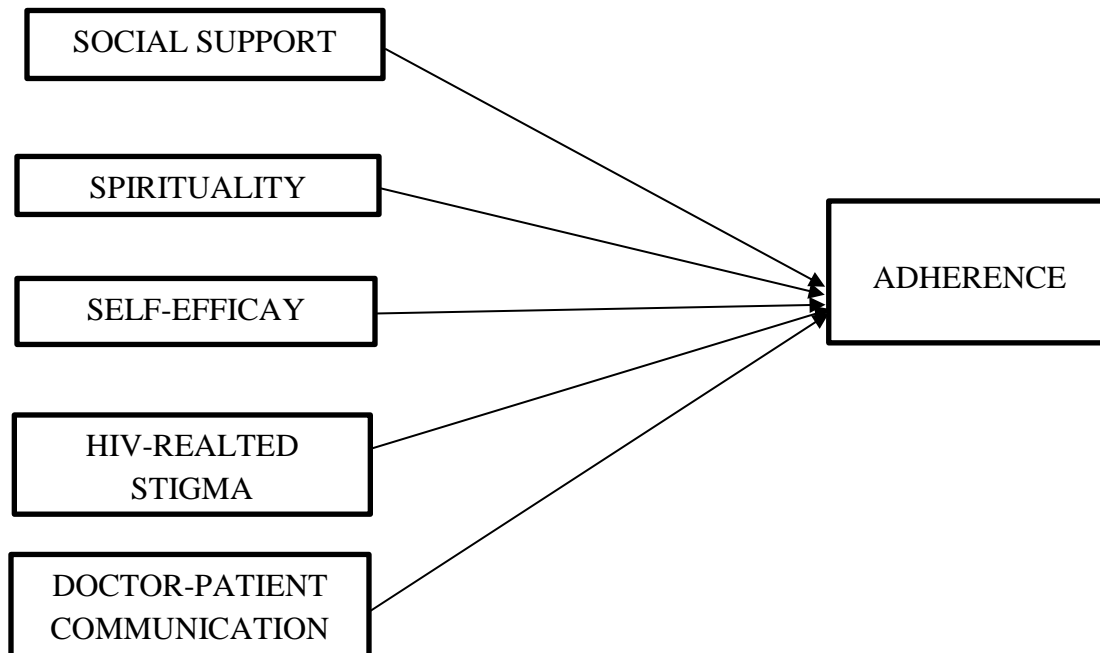 SOCIAL SUPPORT
SPIRITUALITY
SELF-EFFICAY
HIV-REALTED
STIGMA
DOCTOR-PATIENT
COMMUNICATION
ADHERENCE